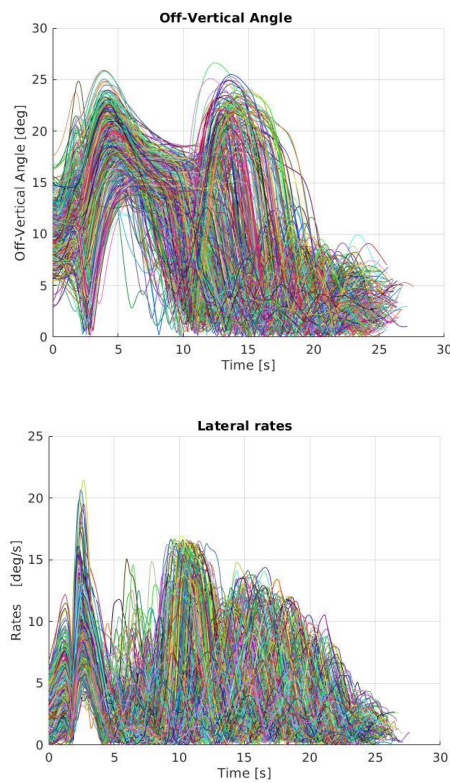 Off-Vertical Angle
Off-Vertical Angle [deg]
30
25
20
15
10
5
0
0 5 10 15 20 25 30
Time [s]
Lateral rates
Rates [deg/s]
25
20
15
10
5
0
0 5 10 15 20 25 30
Time [s]